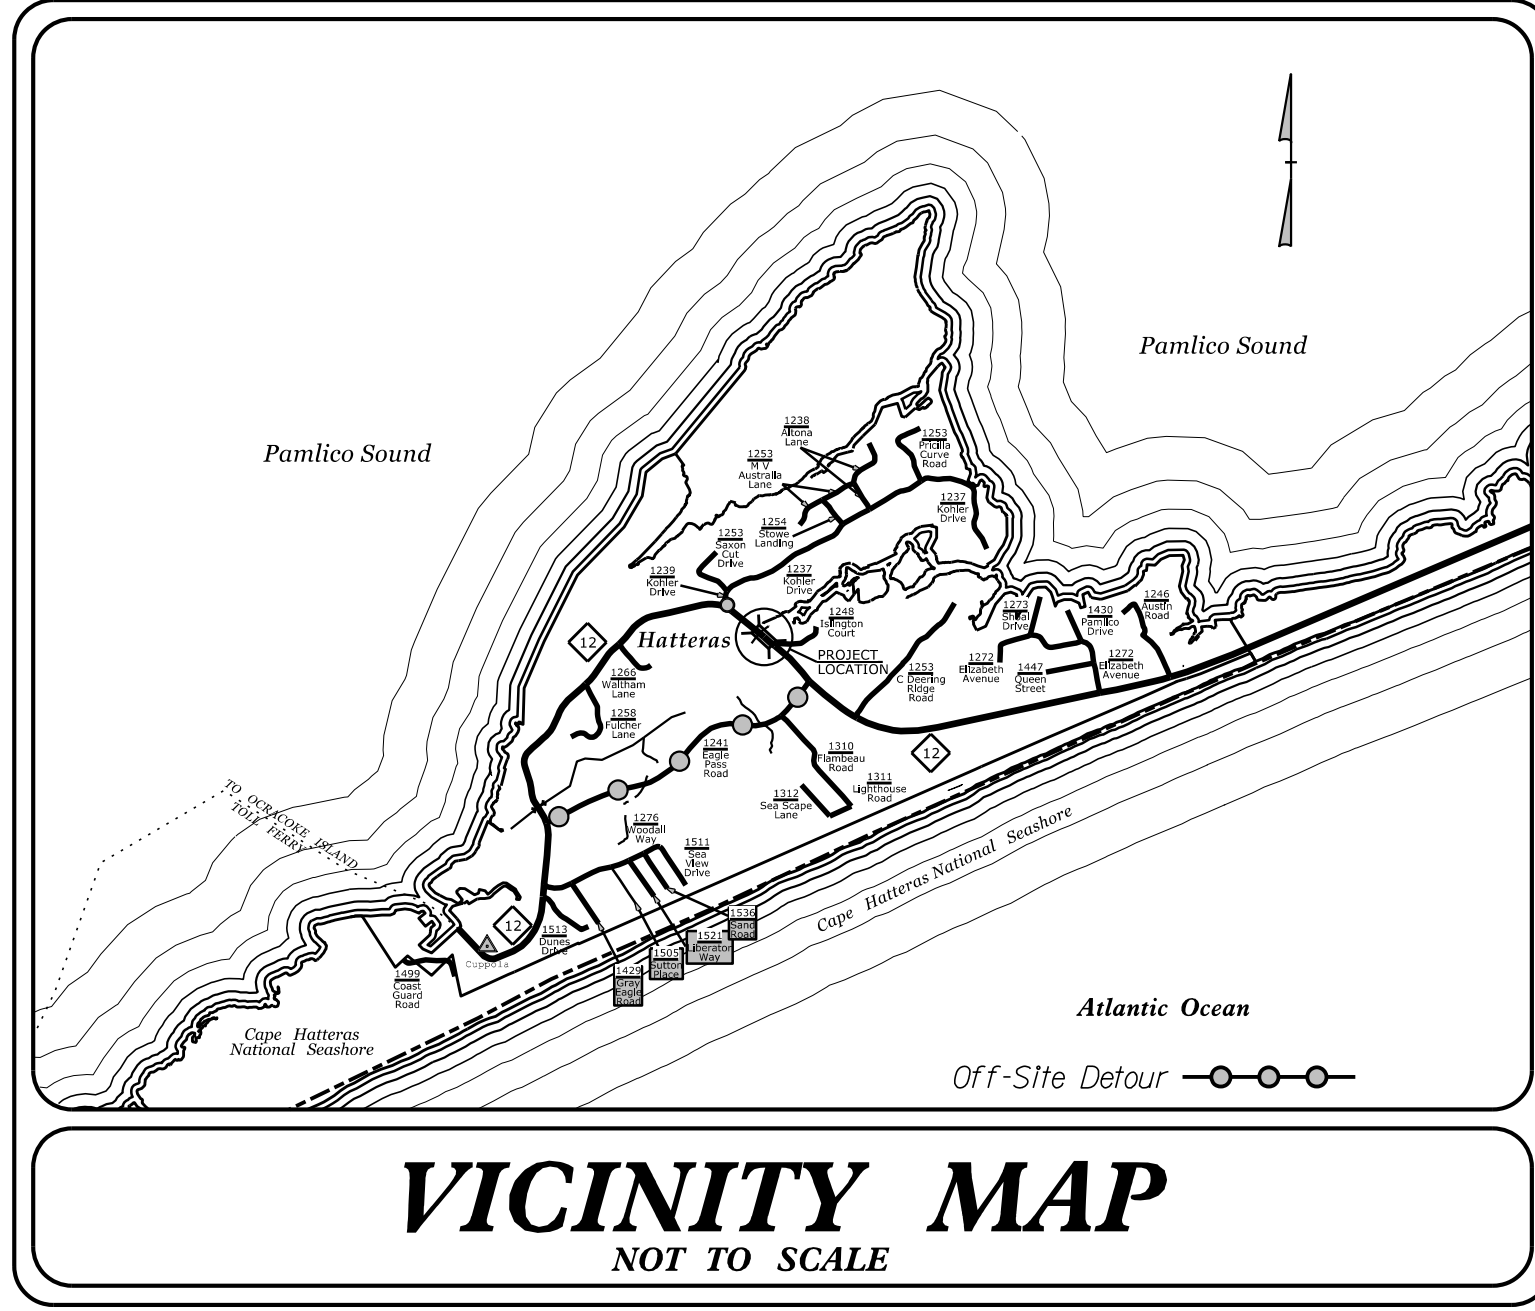 Pamlico Sound
Pamlico Sound
1238
Altona
Lane
1253
M V
Australia
Lane
1253
Pricilla
Curve
Road
1237
Kohler
Drive
1254
Stowe
Landing
1253
Saxon
Cut
Drive
1239
Kohler
Drive
1237
Kohler
Drive
1248
Islington
Court
12
Hatteras
PROJECT
LOCATION
1273
Shoal
Drive
1430
Pamlico
Drive
1246
Austin
Road
1272
Elizabeth
Avenue
1447
Queen
Street
1272
Elizabeth
Avenue
1253
C Deering
Ridge
Road
1266
Waltham
Lane
1258
Fulcher
Lane
1241
Eagle
Pass
Road
1310
Flambeau
Road
12
1311
Lighthouse
Road
1312
Sea Scape
Lane
TO OCRACOKE ISLAND
TOLL FERRY
1276
Woodall
Way
1511
Sea
View
Drive
Cape Hatteras National Seashore
12
1513
Dunes
Drive
1536
Sand
Road
1521
Liberator
Way
1505
Sutton
Place
1429
Gray
Eagle
Road
Cuppola
1499
Coast
Guard
Road
Cape Hatteras
National Seashore
Atlantic Ocean
Off-Site Detour
VICINITY MAP
NOT TO SCALE